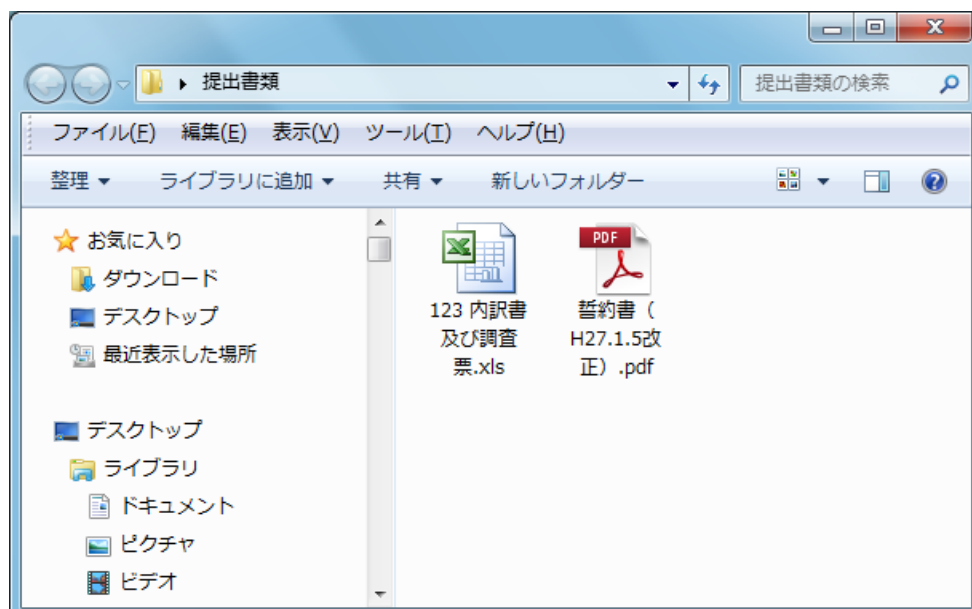 提出書類
提出書類の検索
ファイル(F) 編集(E) 表示(V) ツール(T) ヘルプ(H)
整理 ライブラリに追加 共有 新しいフォルダー
お気に入り
ダウンロード
デスクトップ
最近表示した場所
デスクトップ
ライブラリ
ドキュメント
ピクチャ
ビデオ
123 内訳書
及び調査
票.xls
PDF
誓約書（
H27.1.5改
正）.pdf